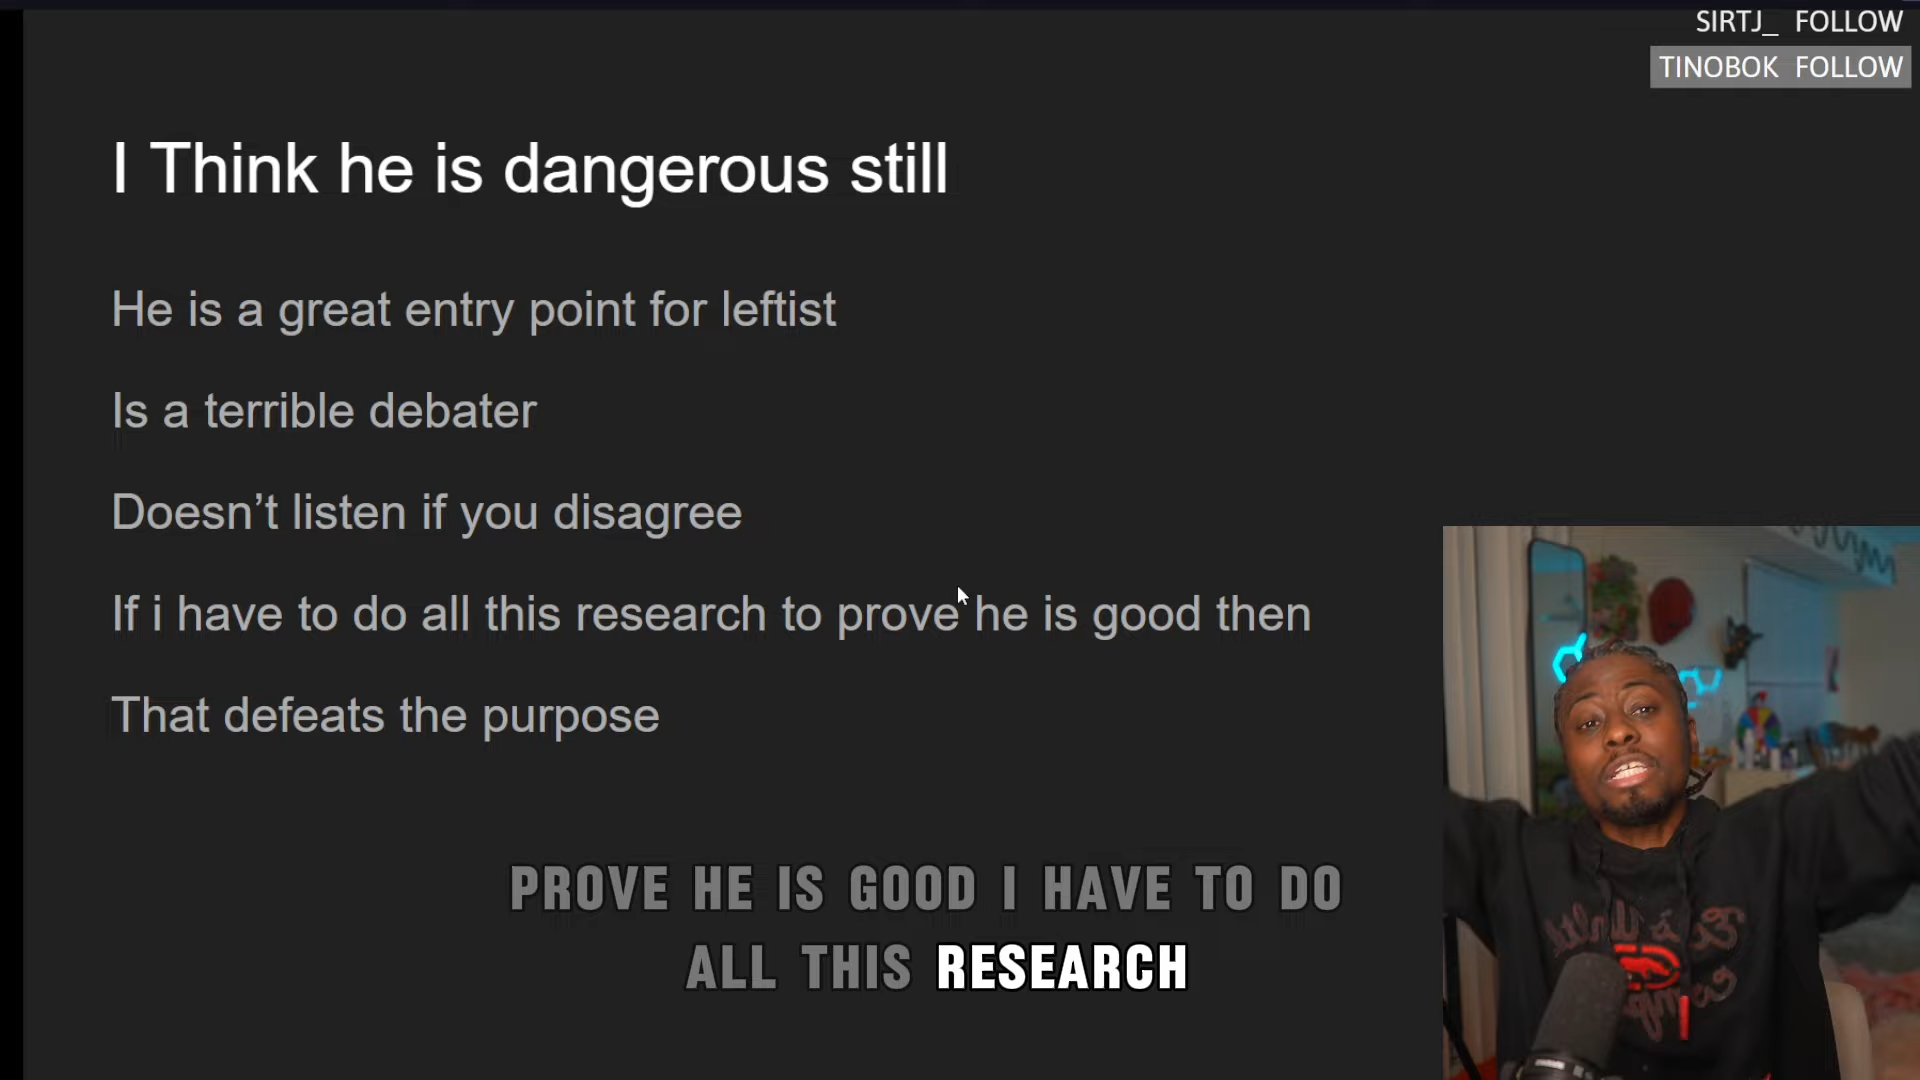 SIRTJ_ FOLLOW
TINOBOK FOLLOW
I Think he is dangerous still
He is a great entry point for leftist
Is a terrible debater
Doesn’t listen if you disagree
If i have to do all this research to prove he is good then
That defeats the purpose
PROVE HE IS GOOD I HAVE TO DO
ALL THIS RESEARCH